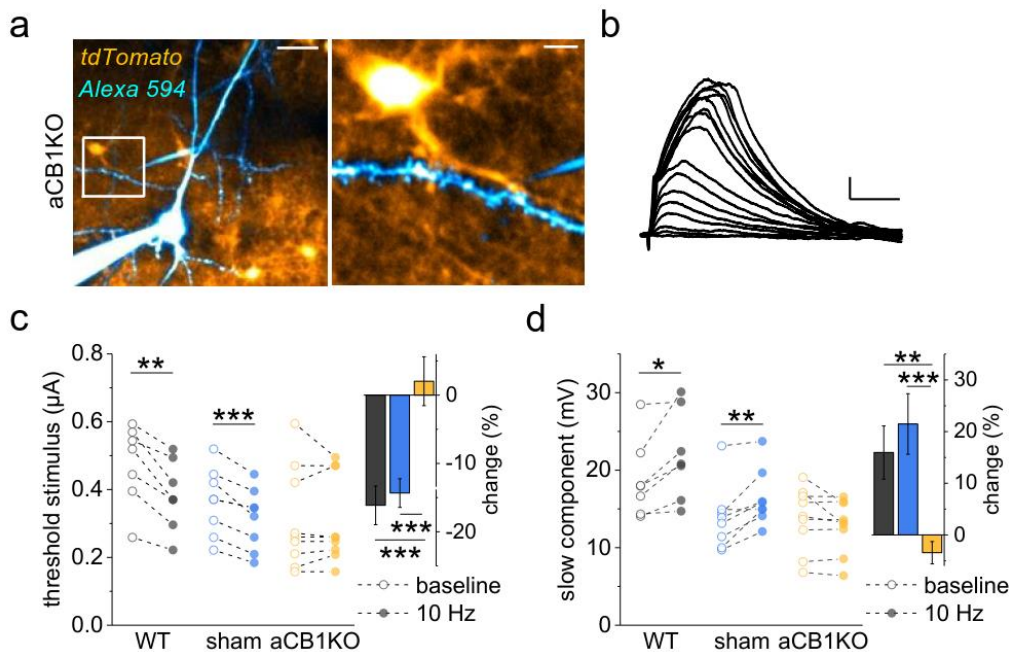 a
b
tdTomato
Alexa 594
aCB1KO
c
d
0.8
0.6
0.4
0.2
0.0
threshold stimulus (µA)
**
***
0
-10
-20
change (%)
***
***
baseline
10 Hz
WT
sham
aCB1KO
30
20
10
0
slow component (mV)
*
**
**
***
30
20
10
0
change (%)
baseline
10 Hz
WT
sham
aCB1KO